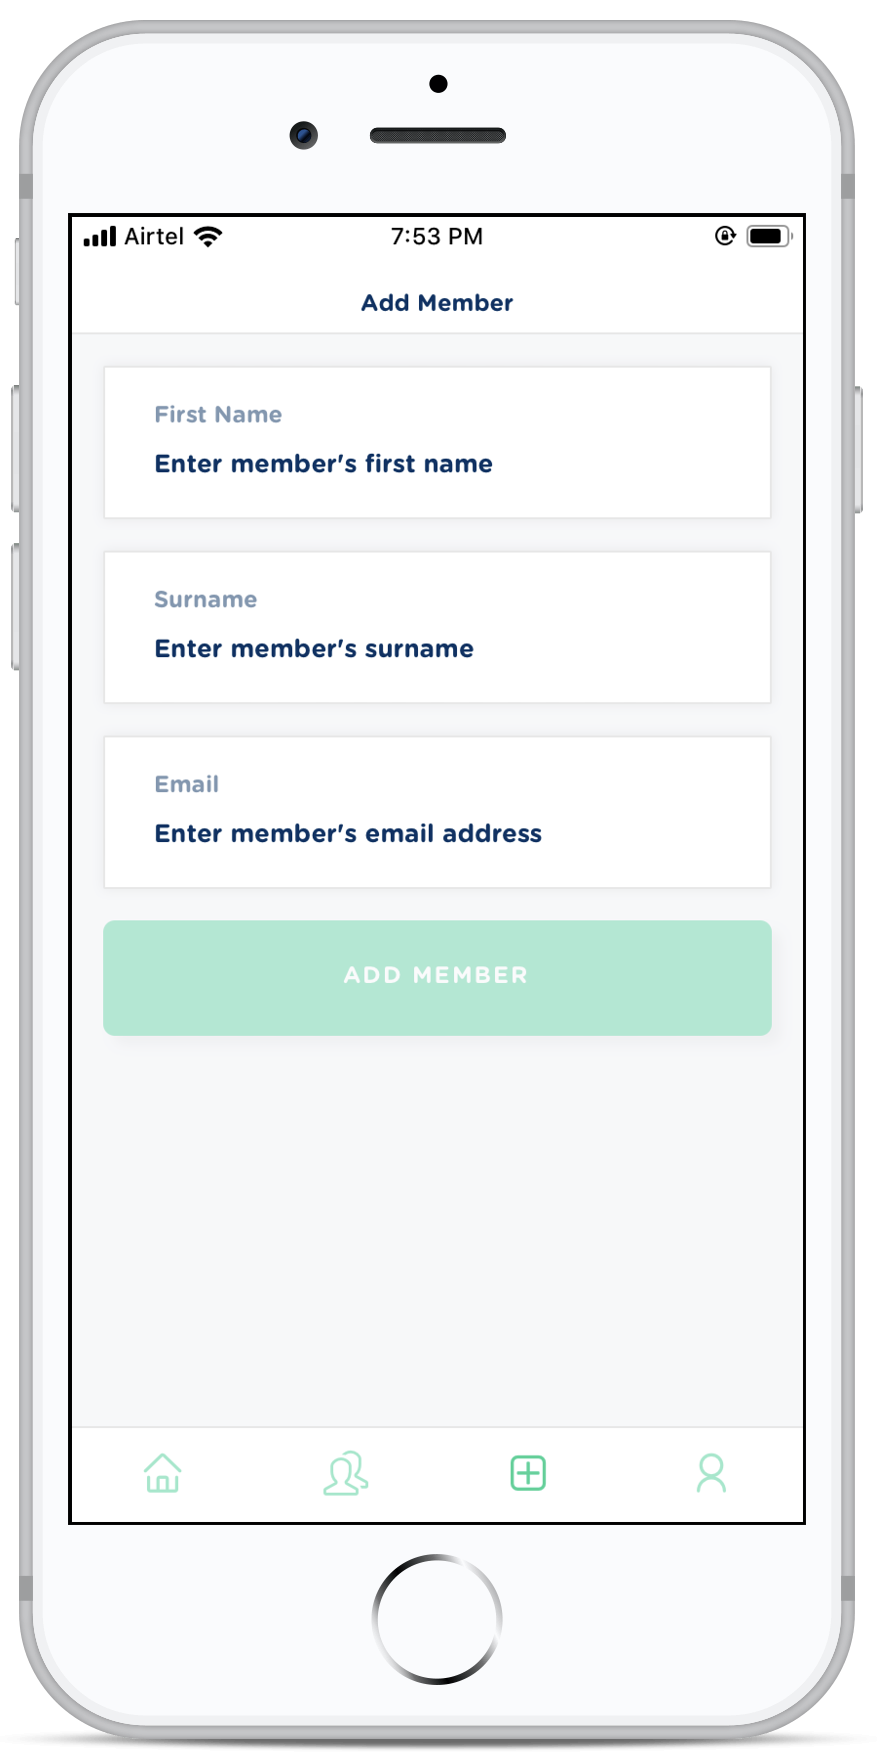 Airtel 7:53 PM
Add Member
First Name
Enter member's first name
Surname
Enter member's surname
Email
Enter member's email address
ADD MEMBER